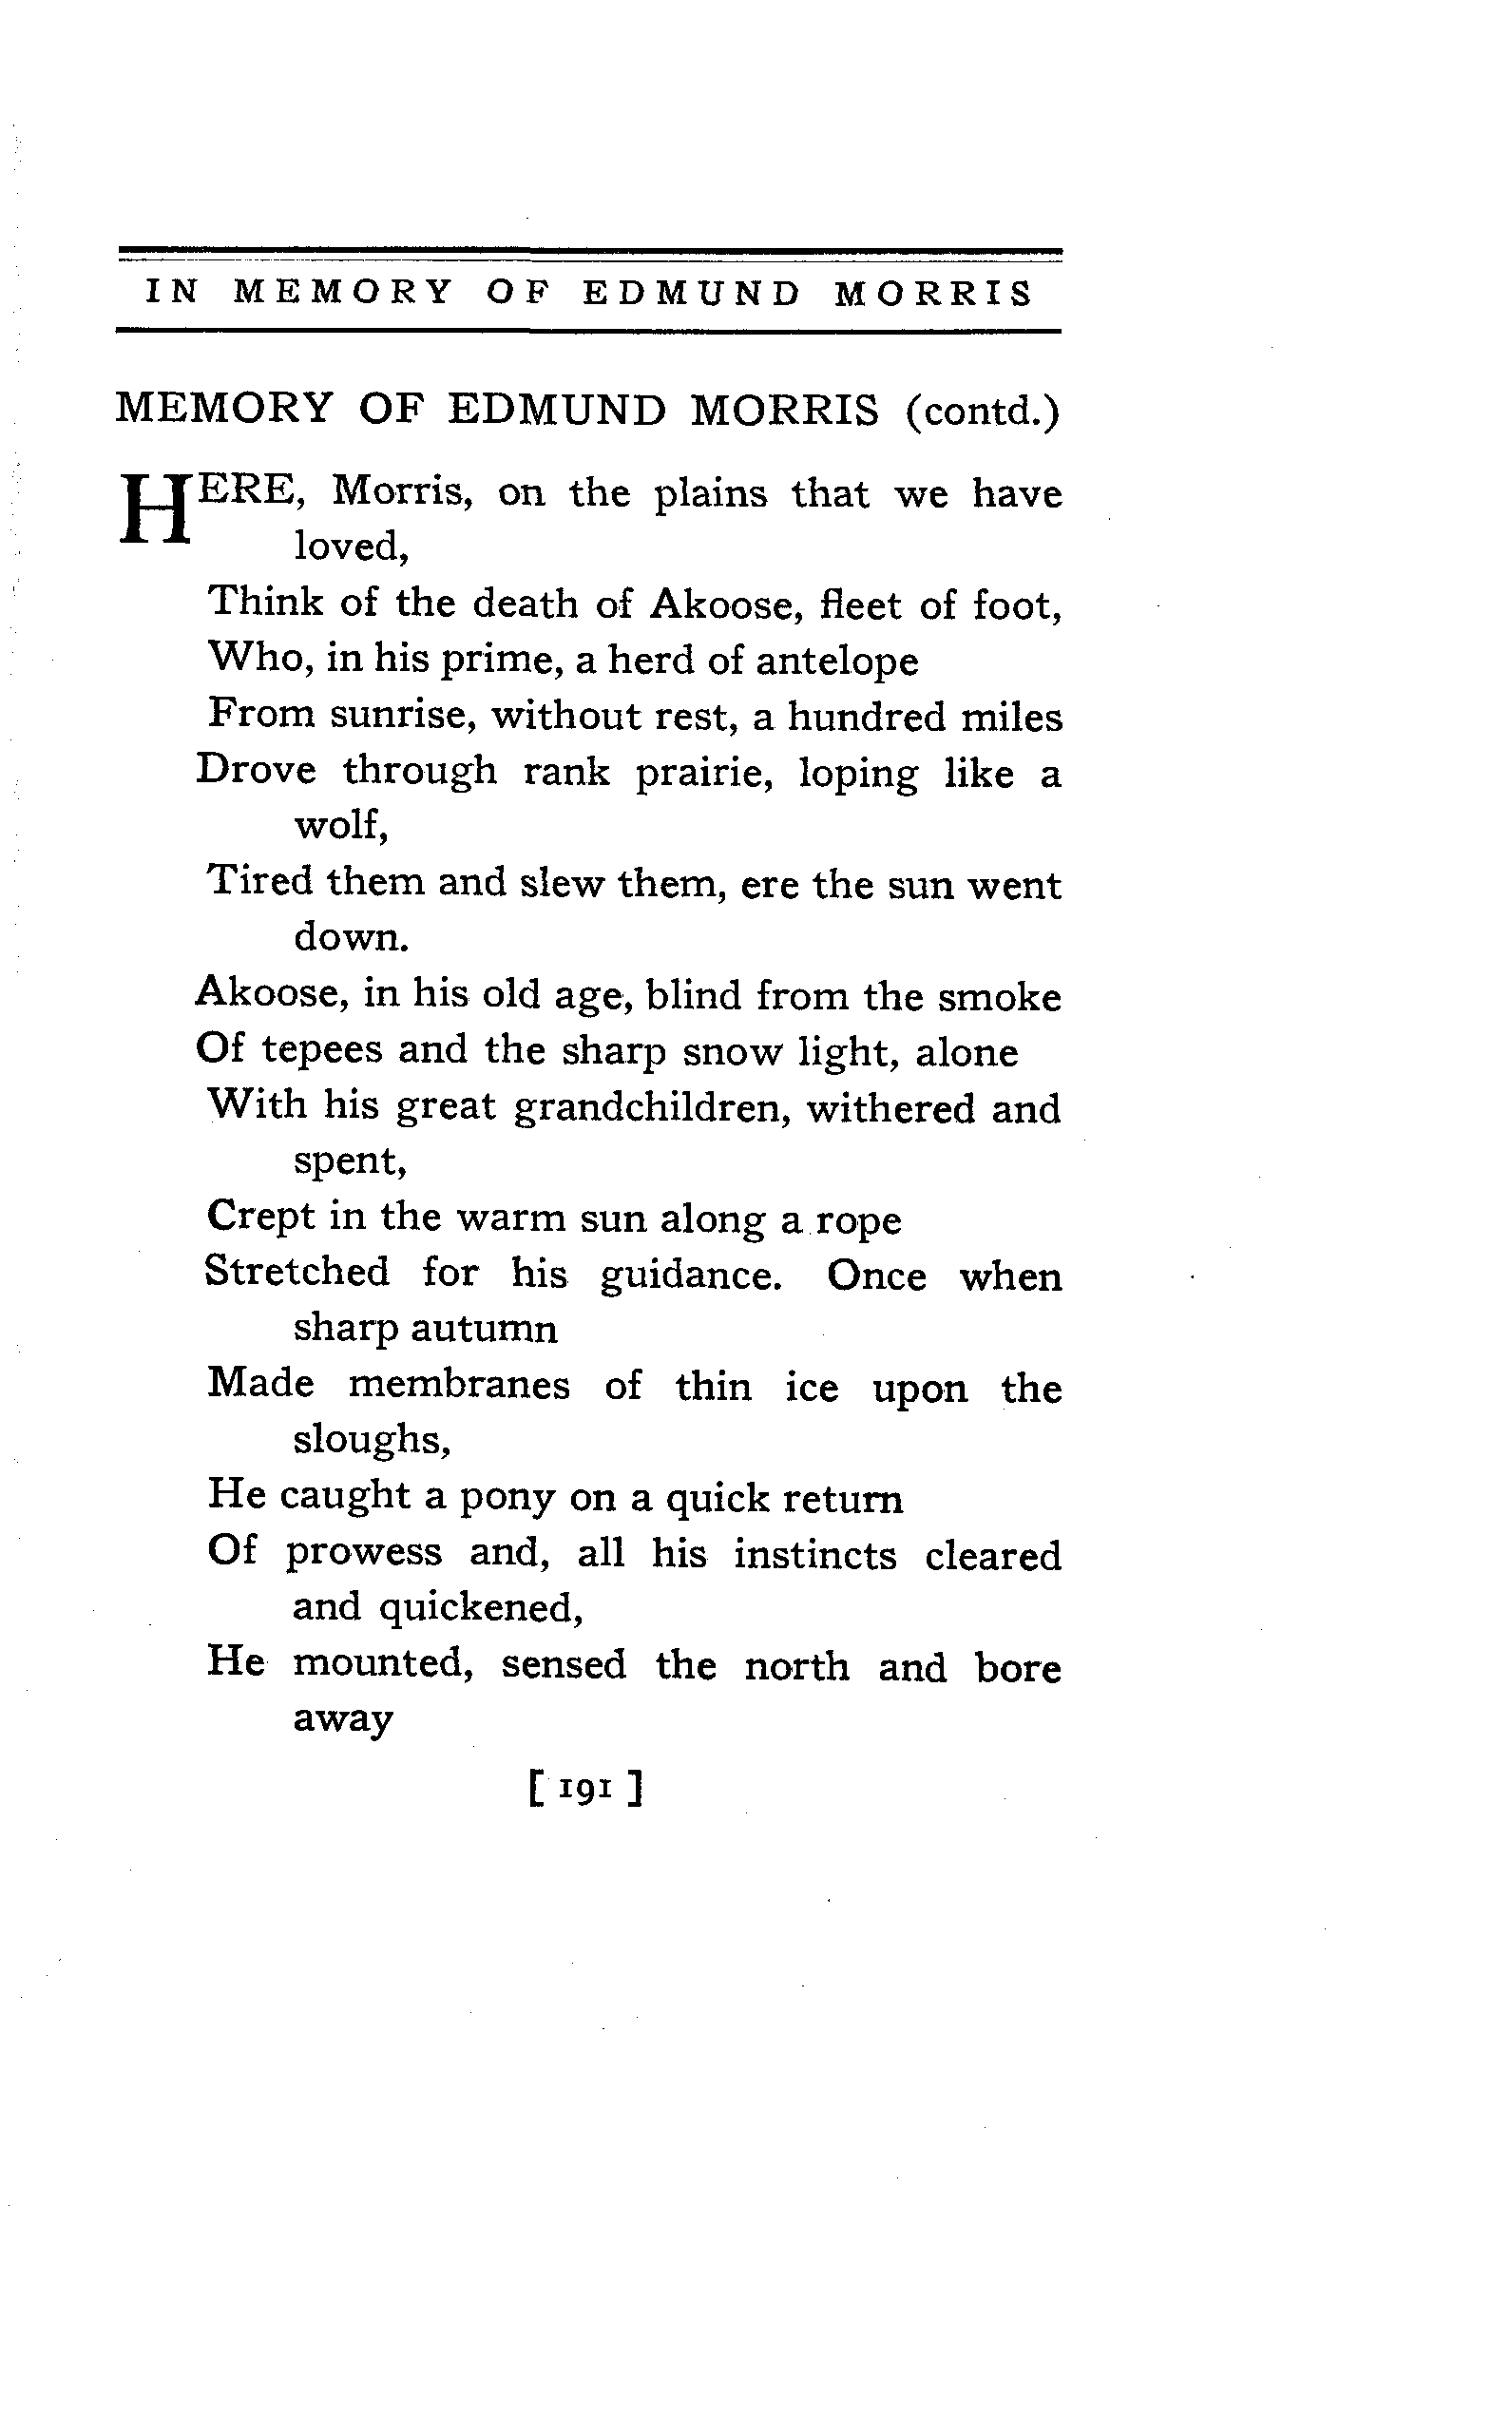 IN MEMORY OF EDMUND MORRIS
MEMORY OF EDMUND MORRIS (contd.)
HERE, Morris, on the plains that we have
loved,
Think of the death of Akoose, fleet of foot,
Who, in his prime, a herd of antelope
From sunrise, without rest, a hundred miles
Drove through rank prairie, loping like a
wolf,
Tired them and slew them, ere the sun went
down.
Akoose, in his old age, blind from the smoke
Of tepees and the sharp snow light, alone
With his great grandchildren, withered and
spent,
Crept in the warm sun along a rope
Stretched for his guidance. Once when
sharp autumn
Made membranes of thin ice upon the
sloughs,
He caught a pony on a quick return
Of prowess and, all his instincts cleared
and quickened,
He mounted, sensed the north and bore
away
[ 191 ]